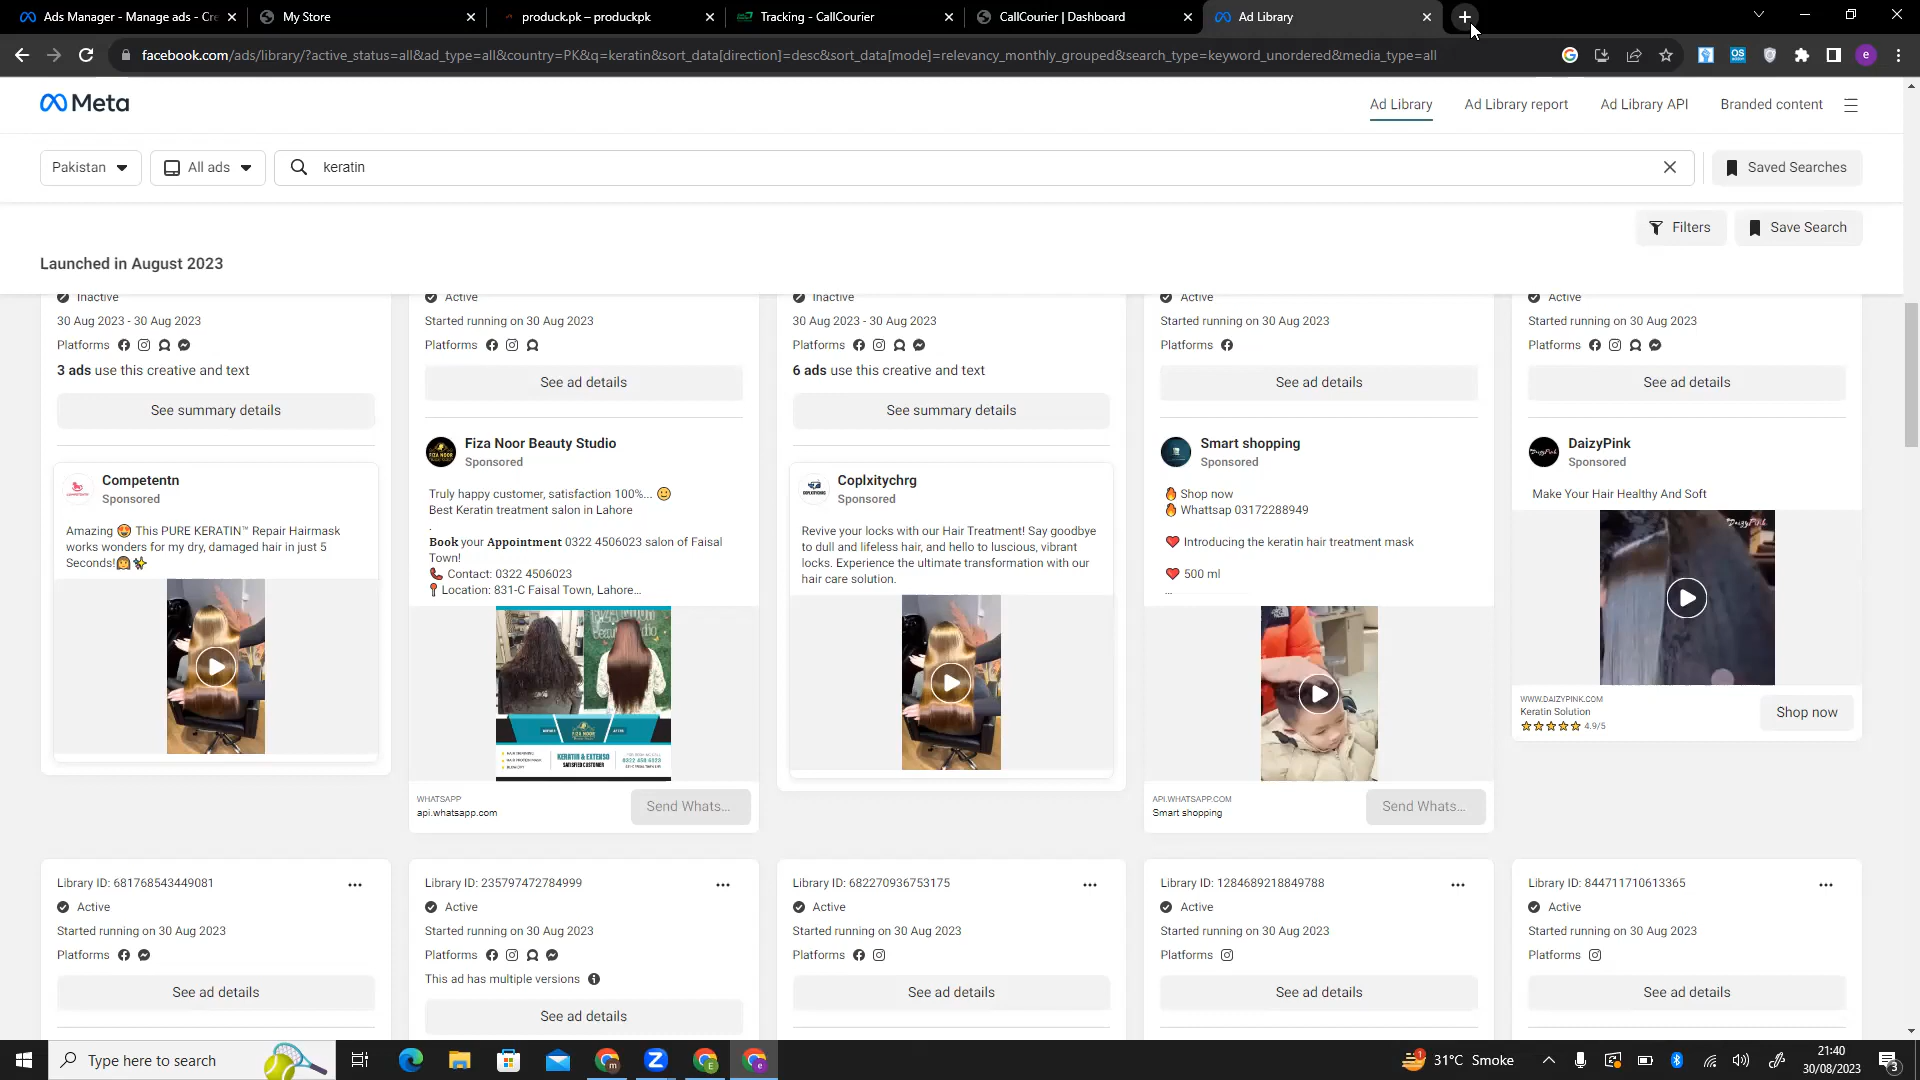 Ads Manager - Manage ads - Cre
My Store
produck.pk – produckpk
Tracking - CallCourier
CallCourier | Dashboard
Ad Library
facebook.com/ads/library/?active_status=all&ad_type=all&country=PK&q=keratin&sort_data[direction]=desc&sort_data[mode]=relevancy_monthly_grouped&search_type=keyword_unordered&media_type=all
Meta
Ad Library
Ad Library report
Ad Library API
Branded content
Pakistan
All ads
keratin
Saved Searches
Filters
Save Search
Launched in August 2023
Inactive
30 Aug 2023 - 30 Aug 2023
Platforms
3 ads use this creative and text
See summary details
Competentn
Sponsored
Amazing 😍 This PURE KERATIN™ Repair Hairmask
works wonders for my dry, damaged hair in just 5
Seconds!
Active
Started running on 30 Aug 2023
Platforms
See ad details
Fiza Noor Beauty Studio
Sponsored
Truly happy customer, satisfaction 100%... 🙂
Best Keratin treatment salon in Lahore
.
Book your Appointment 0322 4506023 salon of Faisal
Town!
📞 Contact: 0322 4506023
📍 Location: 831-C Faisal Town, Lahore...
KERATIN & EXTENSO
SATISFIED CUSTOMER
WHATSAPP
api.whatsapp.com
Send Whats...
Inactive
30 Aug 2023 - 30 Aug 2023
Platforms
6 ads use this creative and text
See summary details
Coplxitychrg
Sponsored
Revive your locks with our Hair Treatment! Say goodbye
to dull and lifeless hair, and hello to luscious, vibrant
locks. Experience the ultimate transformation with our
hair care solution.
Active
Started running on 30 Aug 2023
Platforms
See ad details
Smart shopping
Sponsored
🔥 Shop now
🔥 Whattsap 03172288949
❤️ Introducing the keratin hair treatment mask
❤️ 500 ml
...
API.WHATSAPP.COM
Smart shopping
Send Whats...
Active
Started running on 30 Aug 2023
Platforms
See ad details
DaizyPink
Sponsored
Make Your Hair Healthy And Soft
DaizyPink
WWW.DAIZYPINK.COM
Keratin Solution
4.9/5
Shop now
Library ID: 681768543449081
Active
Started running on 30 Aug 2023
Platforms
See ad details
Library ID: 235797472784999
Active
Started running on 30 Aug 2023
Platforms
This ad has multiple versions
See ad details
Library ID: 682270936753175
Active
Started running on 30 Aug 2023
Platforms
See ad details
Library ID: 1284689218849788
Active
Started running on 30 Aug 2023
Platforms
See ad details
Library ID: 844711710613365
Active
Started running on 30 Aug 2023
Platforms
See ad details
Type here to search
31°C Smoke
21:40
30/08/2023
3